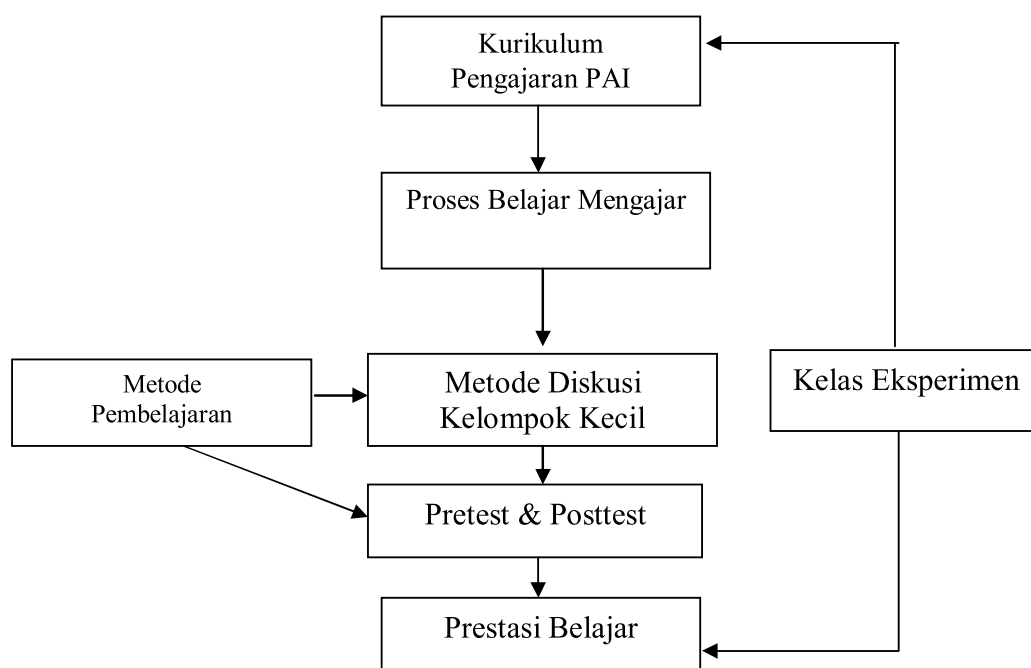 Kurikulum
Pengajaran PAI
Proses Belajar Mengajar
Metode
Pembelajaran
Metode Diskusi
Kelompok Kecil
Kelas Eksperimen
Pretest & Posttest
Prestasi Belajar